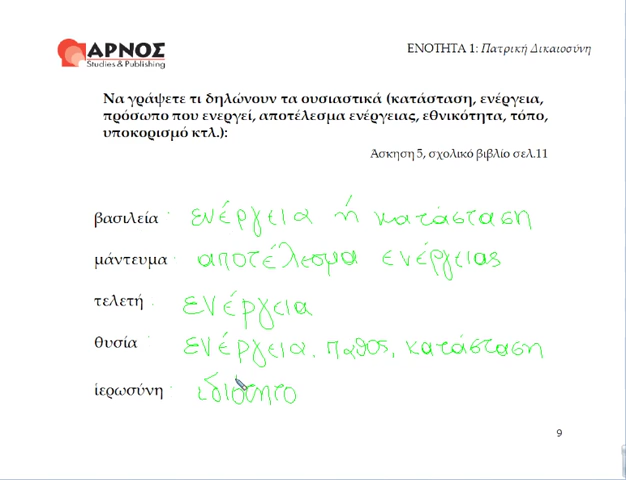 ΑΡΝΟΣ
Studies & Publishing
ΕΝΟΤΗΤΑ 1: Πατρική Δικαιοσύνη
Να γράψετε τι δηλώνουν τα ουσιαστικά (κατάσταση, ενέργεια,
πρόσωπο που ενεργεί, αποτέλεσμα ενέργειας, εθνικότητα, τόπο,
υποκορισμό κτλ.):
Άσκηση 5, σχολικό βιβλίο σελ.11
βασιλεία ενέργεια ή κατάσταση
μάντευμα αποτέλεσμα ενέργειας
τελετή ενέργεια
θυσία ενέργεια, παθος, κατάσταση
ἱερωσύνη ιδιοτητα
9